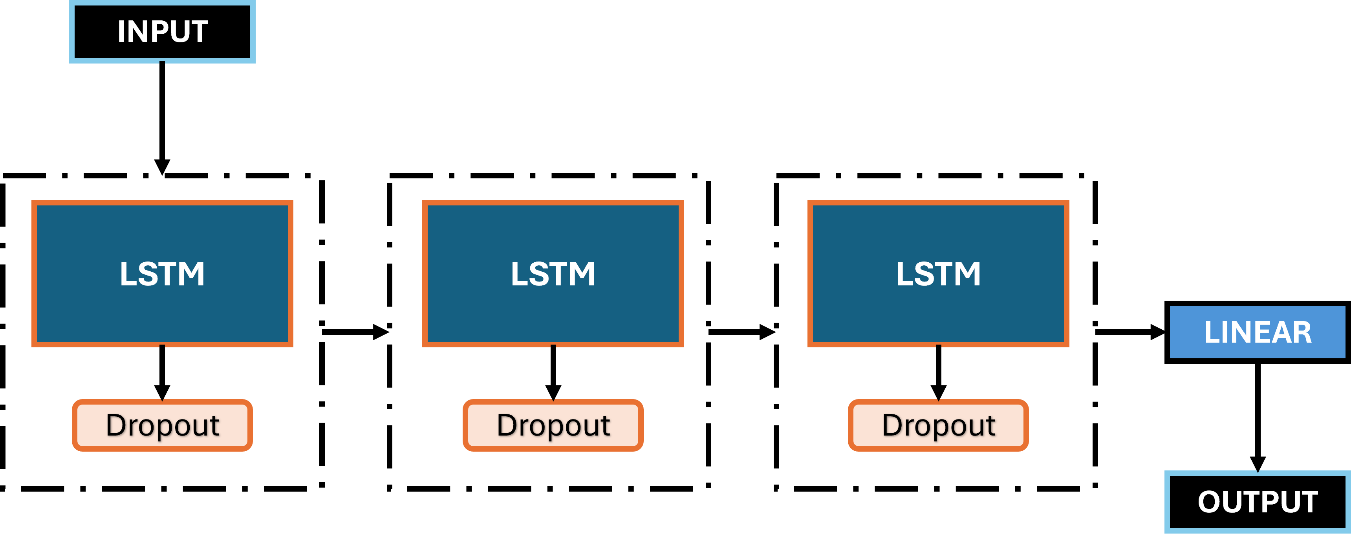 INPUT
LSTM
Dropout
LSTM
Dropout
LSTM
Dropout
LINEAR
OUTPUT